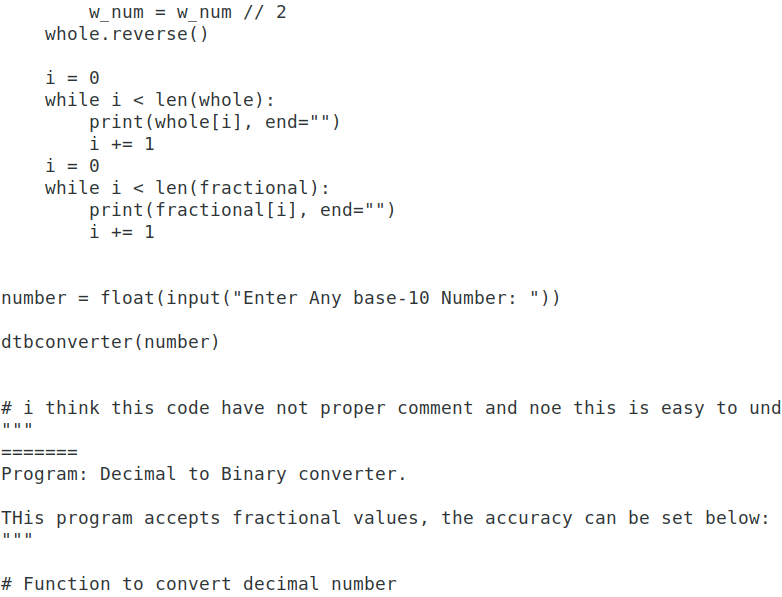 w_num = w_num // 2
    whole.reverse()

    i = 0
    while i < len(whole):
        print(whole[i], end="")
        i += 1
    i = 0
    while i < len(fractional):
        print(fractional[i], end="")
        i += 1


number = float(input("Enter Any base-10 Number: "))

dtbconverter(number)


# i think this code have not proper comment and noe this is easy to und
"""
=======
Program: Decimal to Binary converter.

THis program accepts fractional values, the accuracy can be set below:
"""

# Function to convert decimal number